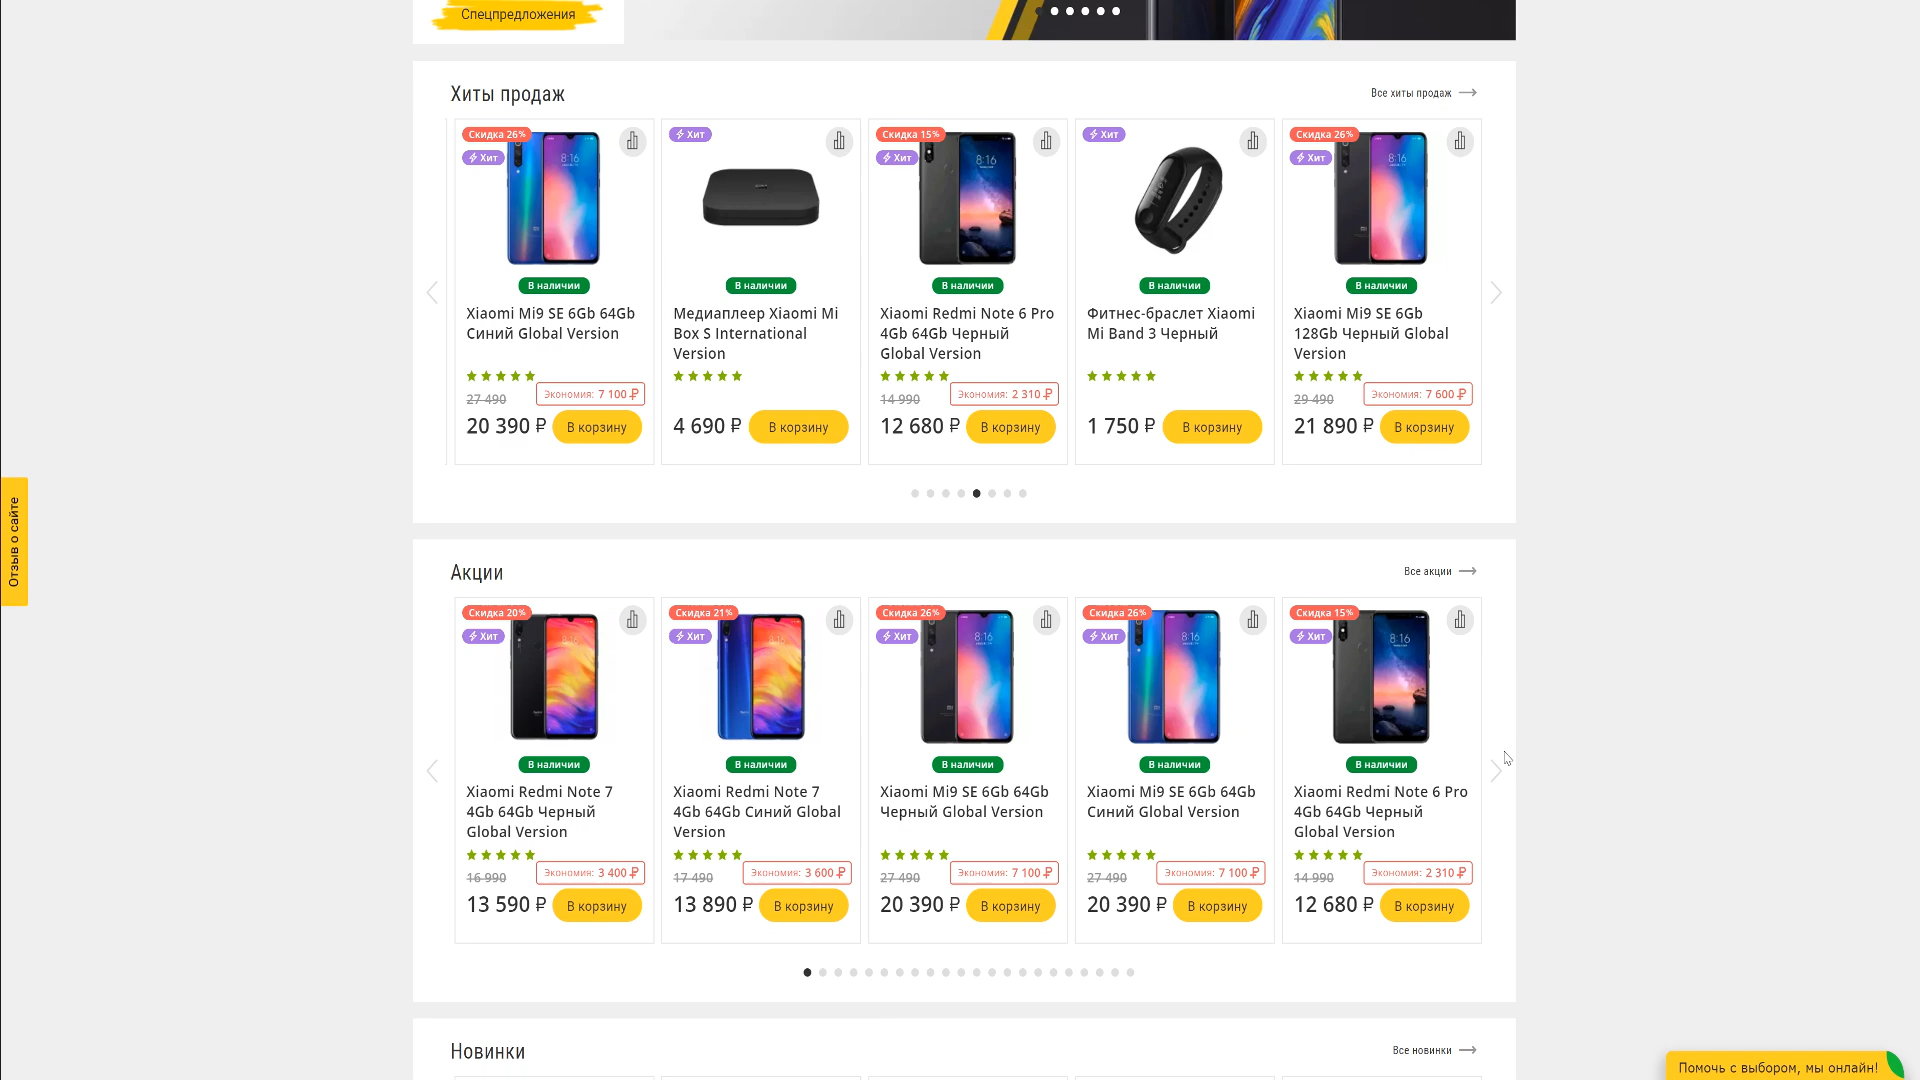 Спецпредложения
Хиты продаж
Все хиты продаж
Скидка 26%
Хит
В наличии
Xiaomi Mi9 SE 6Gb 64Gb
Синий Global Version
27 490
Экономия: 7 100 ₽
20 390 ₽
В корзину
Хит
В наличии
Медиаплеер Xiaomi Mi
Box S International
Version
4 690 ₽
В корзину
Скидка 15%
Хит
8:16
В наличии
Xiaomi Redmi Note 6 Pro
4Gb 64Gb Черный
Global Version
14 990
Экономия: 2 310 ₽
12 680 ₽
В корзину
Хит
В наличии
Фитнес-браслет Xiaomi
Mi Band 3 Черный
1 750 ₽
В корзину
Скидка 26%
Хит
8:16
В наличии
Xiaomi Mi9 SE 6Gb
128Gb Черный Global
Version
29 490
Экономия: 7 600 ₽
21 890 ₽
В корзину
Отзыв о сайте
Акции
Все акции
Скидка 20%
Хит
В наличии
Xiaomi Redmi Note 7
4Gb 64Gb Черный
Global Version
16 990
Экономия: 3 400 ₽
13 590 ₽
В корзину
Скидка 21%
Хит
В наличии
Xiaomi Redmi Note 7
4Gb 64Gb Синий Global
Version
17 490
Экономия: 3 600 ₽
13 890 ₽
В корзину
Скидка 26%
Хит
8:16
В наличии
Xiaomi Mi9 SE 6Gb 64Gb
Черный Global Version
27 490
Экономия: 7 100 ₽
20 390 ₽
В корзину
Скидка 26%
Хит
8:16
В наличии
Xiaomi Mi9 SE 6Gb 64Gb
Синий Global Version
27 490
Экономия: 7 100 ₽
20 390 ₽
В корзину
Скидка 15%
Хит
8:16
В наличии
Xiaomi Redmi Note 6 Pro
4Gb 64Gb Черный
Global Version
14 990
Экономия: 2 310 ₽
12 680 ₽
В корзину
Новинки
Все новинки
Помочь с выбором, мы онлайн!